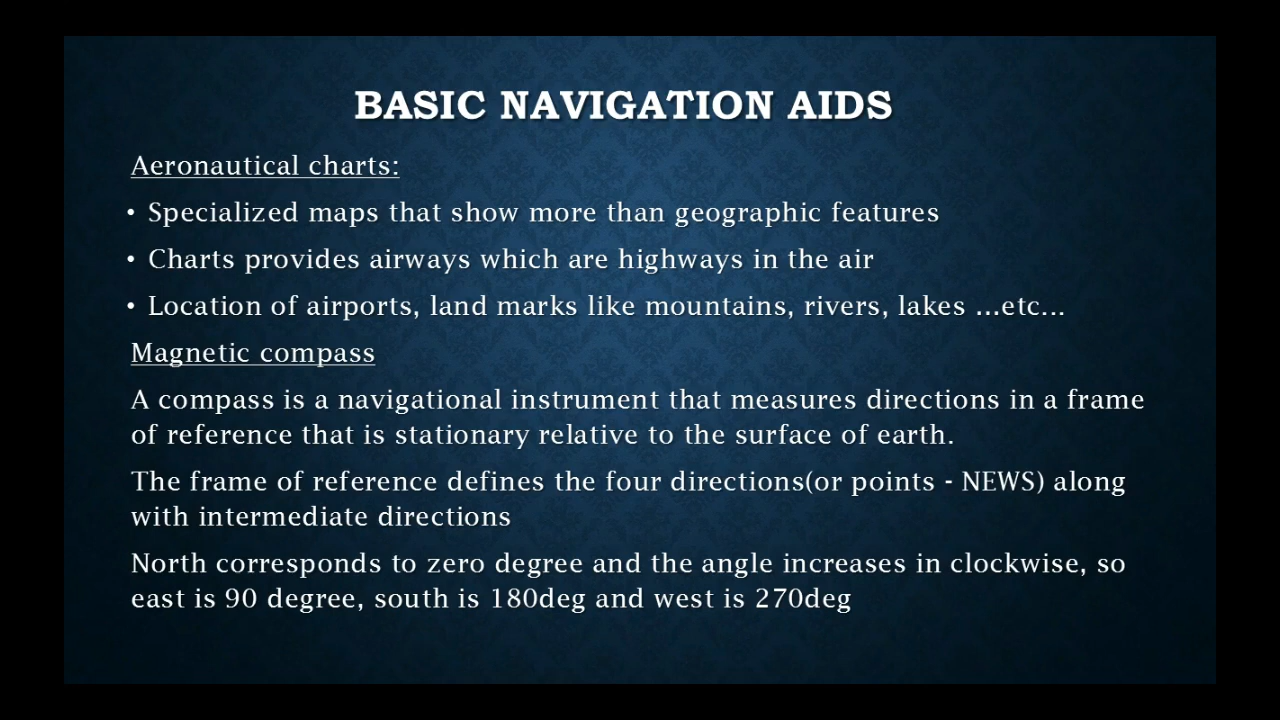 BASIC NAVIGATION AIDS
Aeronautical charts:
• Specialized maps that show more than geographic features
• Charts provides airways which are highways in the air
• Location of airports, land marks like mountains, rivers, lakes ...etc...
Magnetic compass
A compass is a navigational instrument that measures directions in a frame
of reference that is stationary relative to the surface of earth.
The frame of reference defines the four directions(or points - NEWS) along
with intermediate directions
North corresponds to zero degree and the angle increases in clockwise, so
east is 90 degree, south is 180deg and west is 270deg